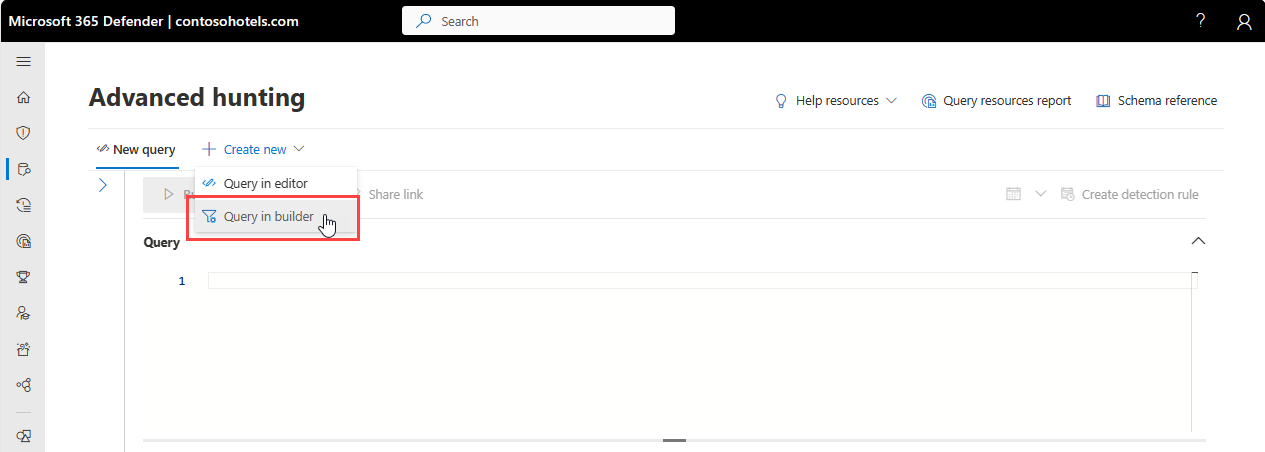 Microsoft 365 Defender | contosohotels.com
Search
?
Advanced hunting
Help resources
Query resources report
Schema reference
New query
Create new
Query in editor
Share link
Create detection rule
Query in builder
Query
1